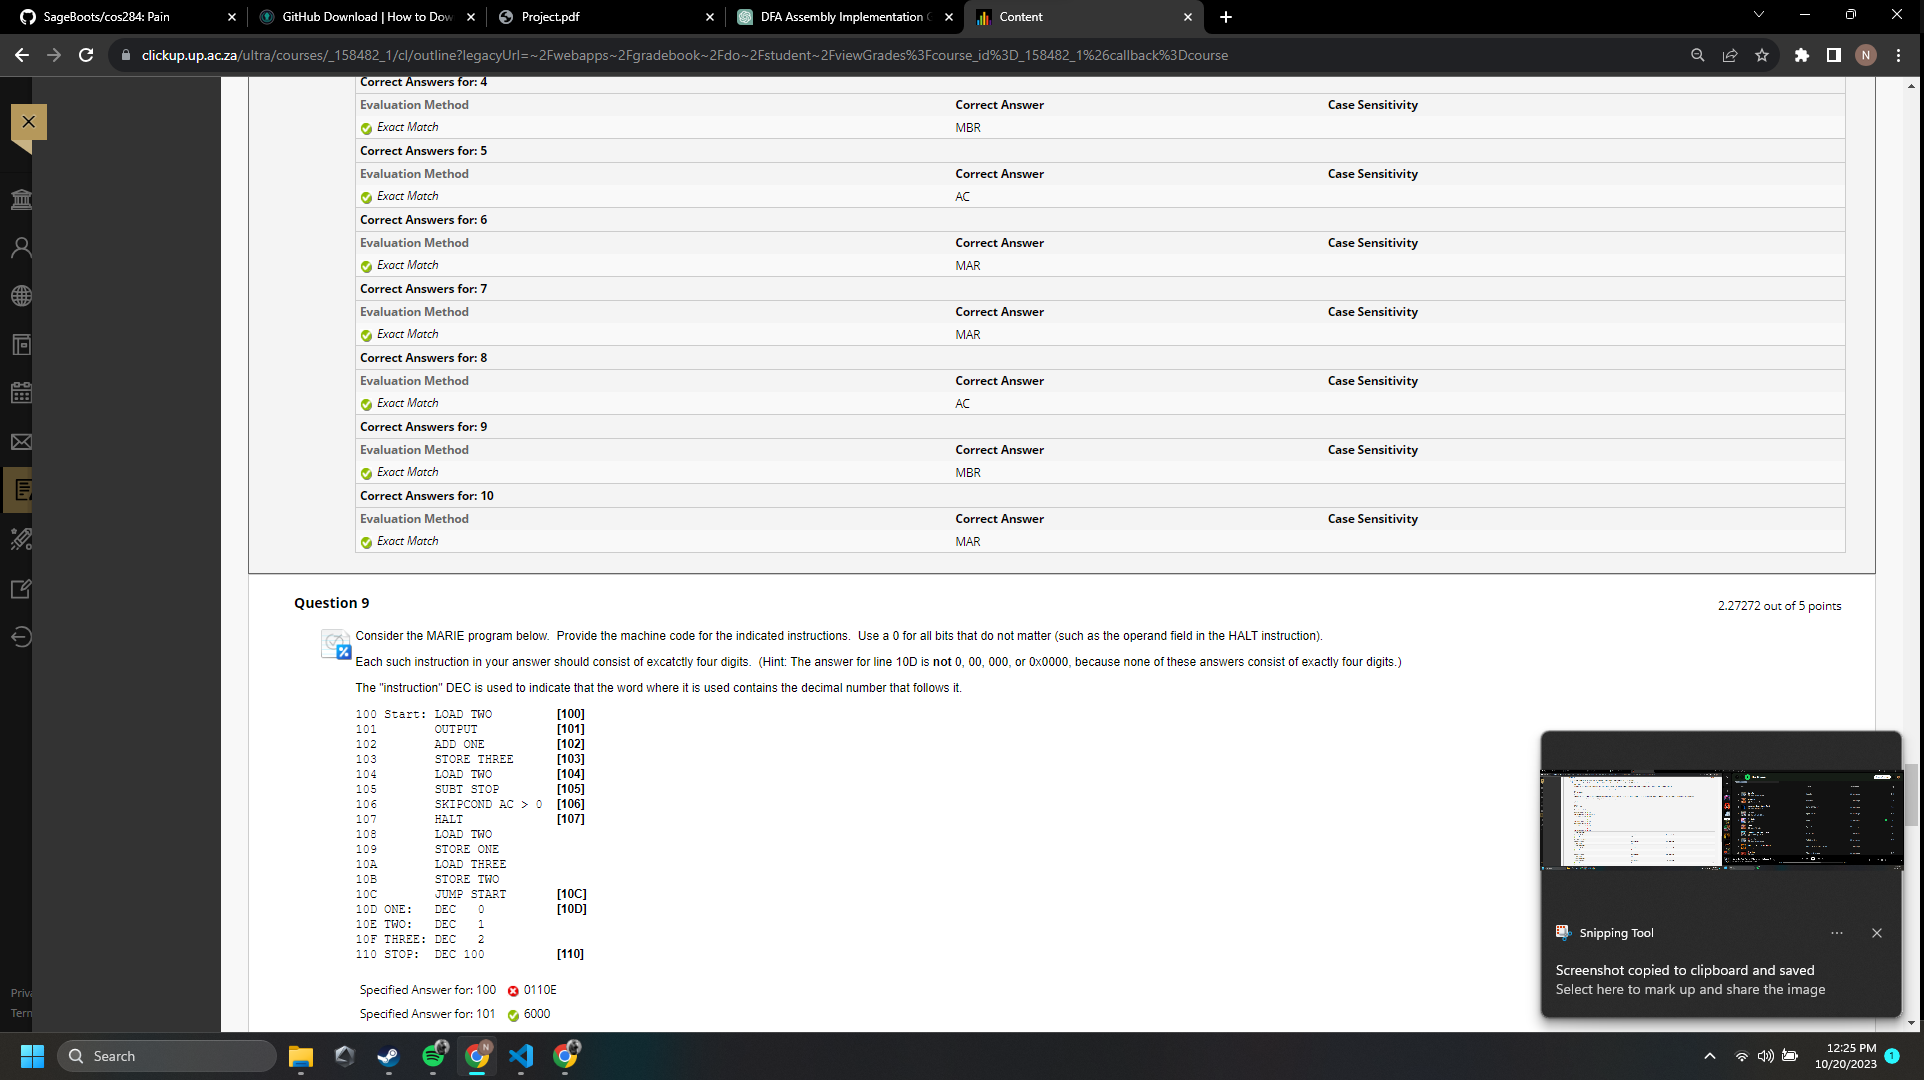 SageBoots/cos284: Pain
GitHub Download | How to Dow
Project.pdf
DFA Assembly Implementation
Content
clickup.up.ac.za/ultra/courses/_158482_1/cl/outline?legacyUrl=~2Fwebapps~2Fgradebook~2Fdo~2Fstudent~2FviewGrades%3Fcourse_id%3D_158482_1%26callback%3Dcourse
N
Correct Answers for: 4
Evaluation Method Correct Answer Case Sensitivity
Exact Match MBR
Correct Answers for: 5
Evaluation Method Correct Answer Case Sensitivity
Exact Match AC
Correct Answers for: 6
Evaluation Method Correct Answer Case Sensitivity
Exact Match MAR
Correct Answers for: 7
Evaluation Method Correct Answer Case Sensitivity
Exact Match MAR
Correct Answers for: 8
Evaluation Method Correct Answer Case Sensitivity
Exact Match AC
Correct Answers for: 9
Evaluation Method Correct Answer Case Sensitivity
Exact Match MBR
Correct Answers for: 10
Evaluation Method Correct Answer Case Sensitivity
Exact Match MAR
Question 9
2.27272 out of 5 points
Consider the MARIE program below. Provide the machine code for the indicated instructions. Use a 0 for all bits that do not matter (such as the operand field in the HALT instruction).
Each such instruction in your answer should consist of excatctly four digits. (Hint: The answer for line 10D is not 0, 00, 000, or 0x0000, because none of these answers consist of exactly four digits.)
The "instruction" DEC is used to indicate that the word where it is used contains the decimal number that follows it.
100 Start: LOAD TWO [100]
101 OUTPUT [101]
102 ADD ONE [102]
103 STORE THREE [103]
104 LOAD TWO [104]
105 SUBT STOP [105]
106 SKIPCOND AC > 0 [106]
107 HALT [107]
108 LOAD TWO
109 STORE ONE
10A LOAD THREE
10B STORE TWO
10C JUMP START [10C]
10D ONE: DEC 0 [10D]
10E TWO: DEC 1
10F THREE: DEC 2
110 STOP: DEC 100 [110]
Specified Answer for: 100 0110E
Specified Answer for: 101 6000
Priva
Term
Snipping Tool
Screenshot copied to clipboard and saved
Select here to mark up and share the image
Search
12:25 PM
10/20/2023
1